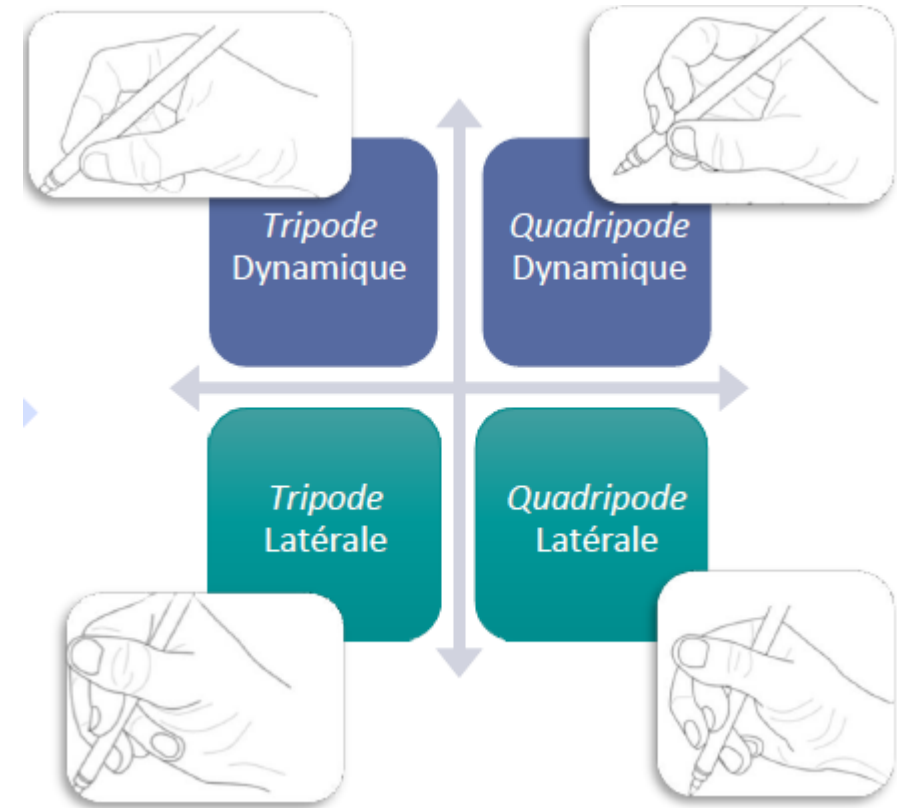 Tripode
Dynamique
Quadripode
Dynamique
Tripode
Latérale
Quadripode
Latérale